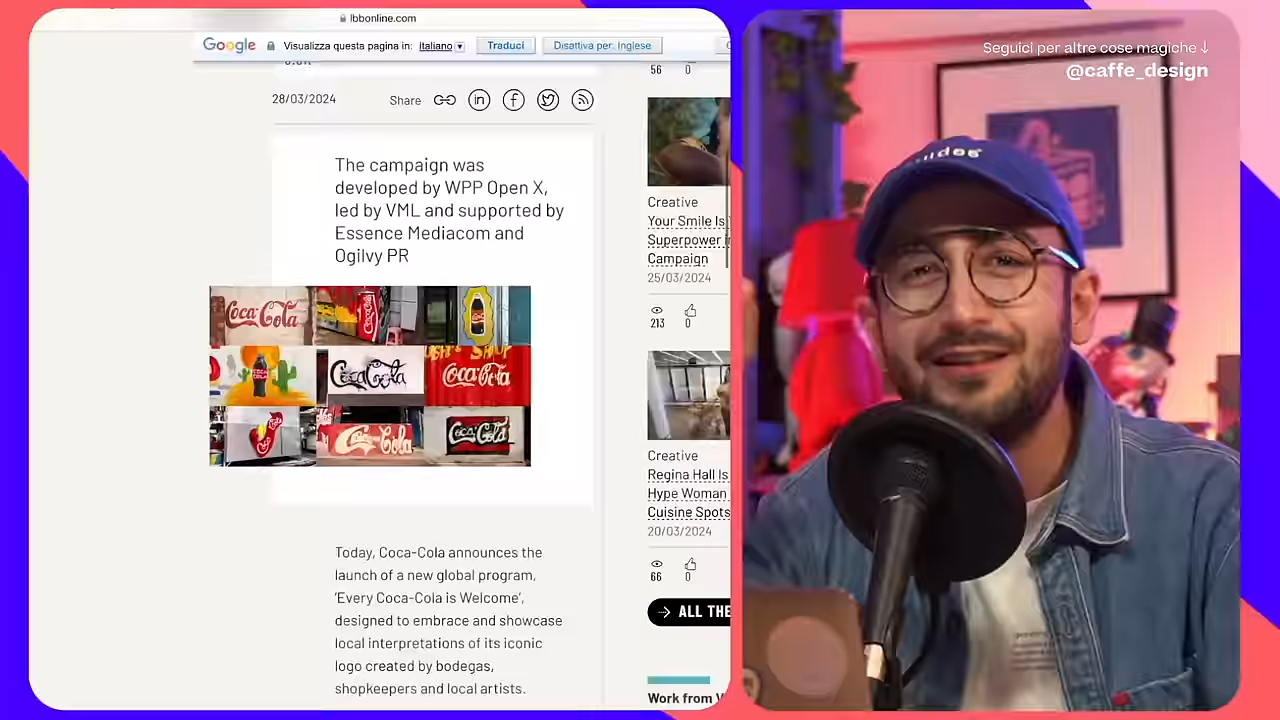 lbbonline.com
Google Visualizza questa pagina in: Italiano Traduci Disattiva per: Inglese
28/03/2024 Share
The campaign was
developed by WPP Open X,
led by VML and supported by
Essence Mediacom and
Ogilvy PR
Coca-Cola
Coca-Cola
Coca-Cola
Coca-Cola
Coca-Cola
Today, Coca-Cola announces the
launch of a new global program,
‘Every Coca-Cola is Welcome’,
designed to embrace and showcase
local interpretations of its iconic
logo created by bodegas,
shopkeepers and local artists.
56 0
Creative
Your Smile Is
Superpower
Campaign
25/03/2024
213 0
Creative
Regina Hall Is
Hype Woman
Cuisine Spots
20/03/2024
66 0
ALL THE
Work from
Seguici per altre cose magiche ↓
@caffe_design